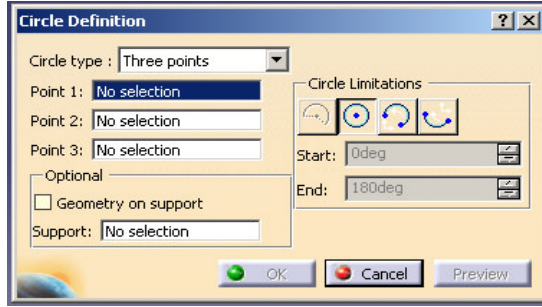 Circle Definition
Circle type : Three points
Point 1: No selection
Point 2: No selection
Point 3: No selection
Optional
Geometry on support
Support: No selection
Circle Limitations
Start: 0deg
End: 180deg
OK Cancel Preview